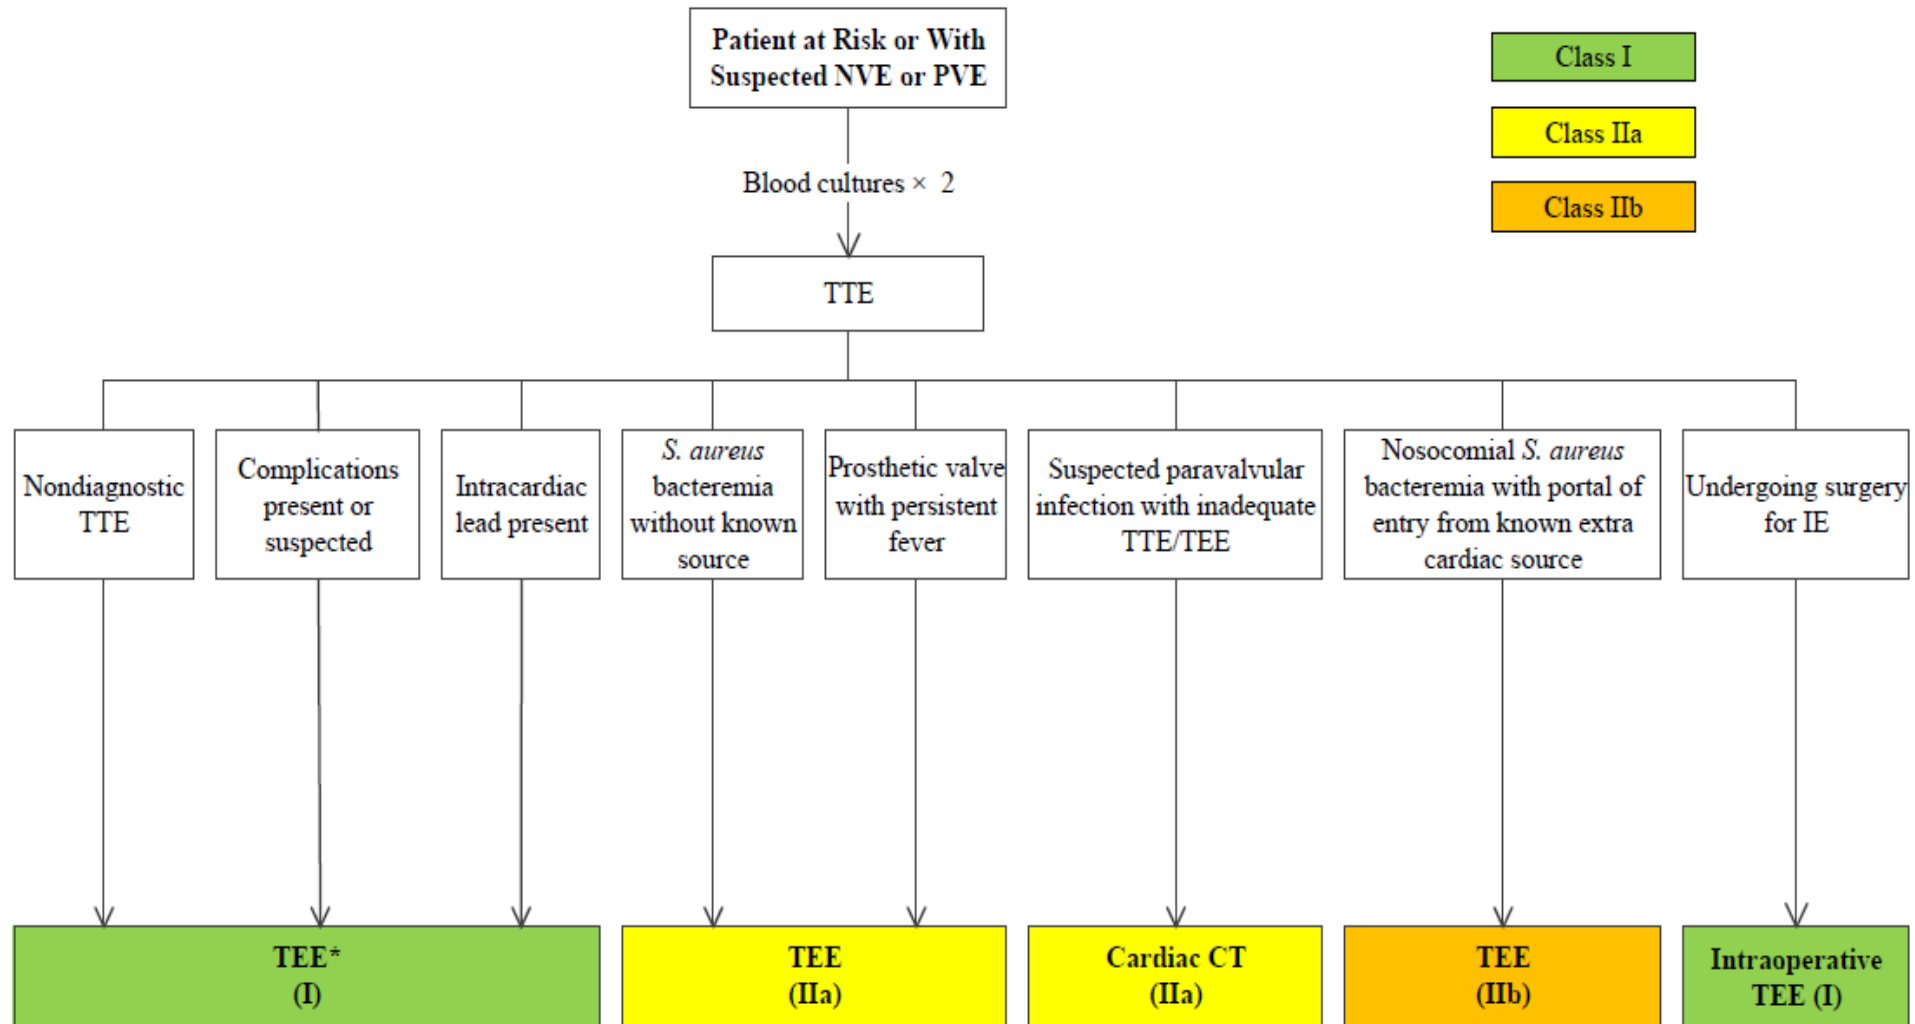 Patient at Risk or With
Suspected NVE or PVE
Class I
Class IIa
Class IIb
Blood cultures × 2
TTE
Nondiagnostic
TTE
Complications
present or
suspected
Intracardiac
lead present
S. aureus
bacteremia
without known
source
Prosthetic valve
with persistent
fever
Suspected paravalvular
infection with inadequate
TTE/TEE
Nosocomial S. aureus
bacteremia with portal of
entry from known extra
cardiac source
Undergoing surgery
for IE
TEE*
(I)
TEE
(IIa)
Cardiac CT
(IIa)
TEE
(IIb)
Intraoperative
TEE (I)